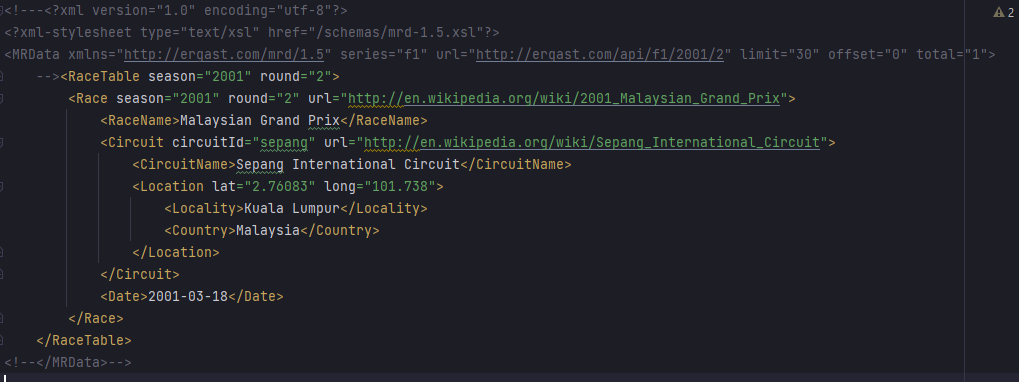 <!---<?xml version="1.0" encoding="utf-8"?>
<?xml-stylesheet type="text/xsl" href="/schemas/mrd-1.5.xsl"?>
<MRData xmlns="http://ergast.com/mrd/1.5" series="f1" url="http://ergast.com/api/f1/2001/2" limit="30" offset="0" total="1">
--><RaceTable season="2001" round="2">
<Race season="2001" round="2" url="http://en.wikipedia.org/wiki/2001_Malaysian_Grand_Prix">
<RaceName>Malaysian Grand Prix</RaceName>
<Circuit circuitId="sepang" url="http://en.wikipedia.org/wiki/Sepang_International_Circuit">
<CircuitName>Sepang International Circuit</CircuitName>
<Location lat="2.76083" long="101.738">
<Locality>Kuala Lumpur</Locality>
<Country>Malaysia</Country>
</Location>
</Circuit>
<Date>2001-03-18</Date>
</Race>
</RaceTable>
<!--</MRData>-->
2